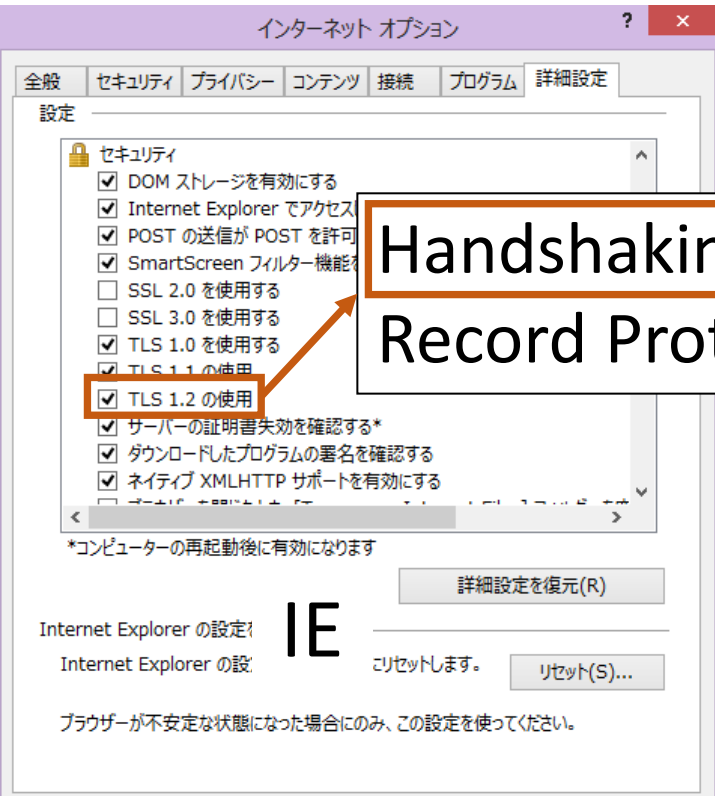 インターネット オプション
?
×
全般 セキュリティ プライバシー コンテンツ 接続 プログラム 詳細設定
設定
セキュリティ
DOM ストレージを有効にする
Internet Explorer でアクセス
POST の送信が POST を許可
SmartScreen フィルター機能を
SSL 2.0 を使用する
SSL 3.0 を使用する
TLS 1.0 を使用する
TLS 1.1 の使用
TLS 1.2 の使用
サーバーの証明書失効を確認する*
ダウンロードしたプログラムの署名を確認する
ネイティブ XMLHTTP サポートを有効にする
Handshakin
Record Prot
*コンピューターの再起動後に有効になります
詳細設定を復元(R)
Internet Explorer の設定を
IE
Internet Explorer の設
にリセットします。
リセット(S)...
ブラウザーが不安定な状態になった場合にのみ、この設定を使ってください。